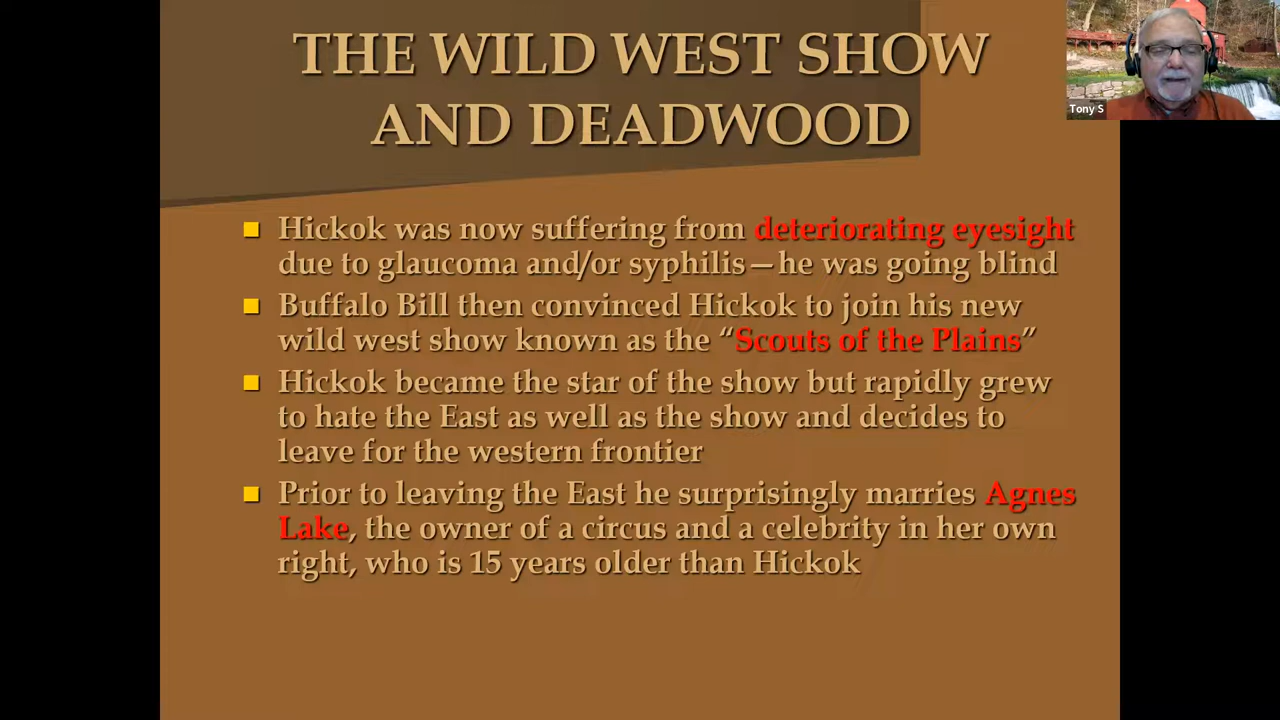 THE WILD WEST SHOW
AND DEADWOOD
Tony S
■ Hickok was now suffering from deteriorating eyesight
due to glaucoma and/or syphilis—he was going blind
■ Buffalo Bill then convinced Hickok to join his new
wild west show known as the “Scouts of the Plains”
■ Hickok became the star of the show but rapidly grew
to hate the East as well as the show and decides to
leave for the western frontier
■ Prior to leaving the East he surprisingly marries Agnes
Lake, the owner of a circus and a celebrity in her own
right, who is 15 years older than Hickok